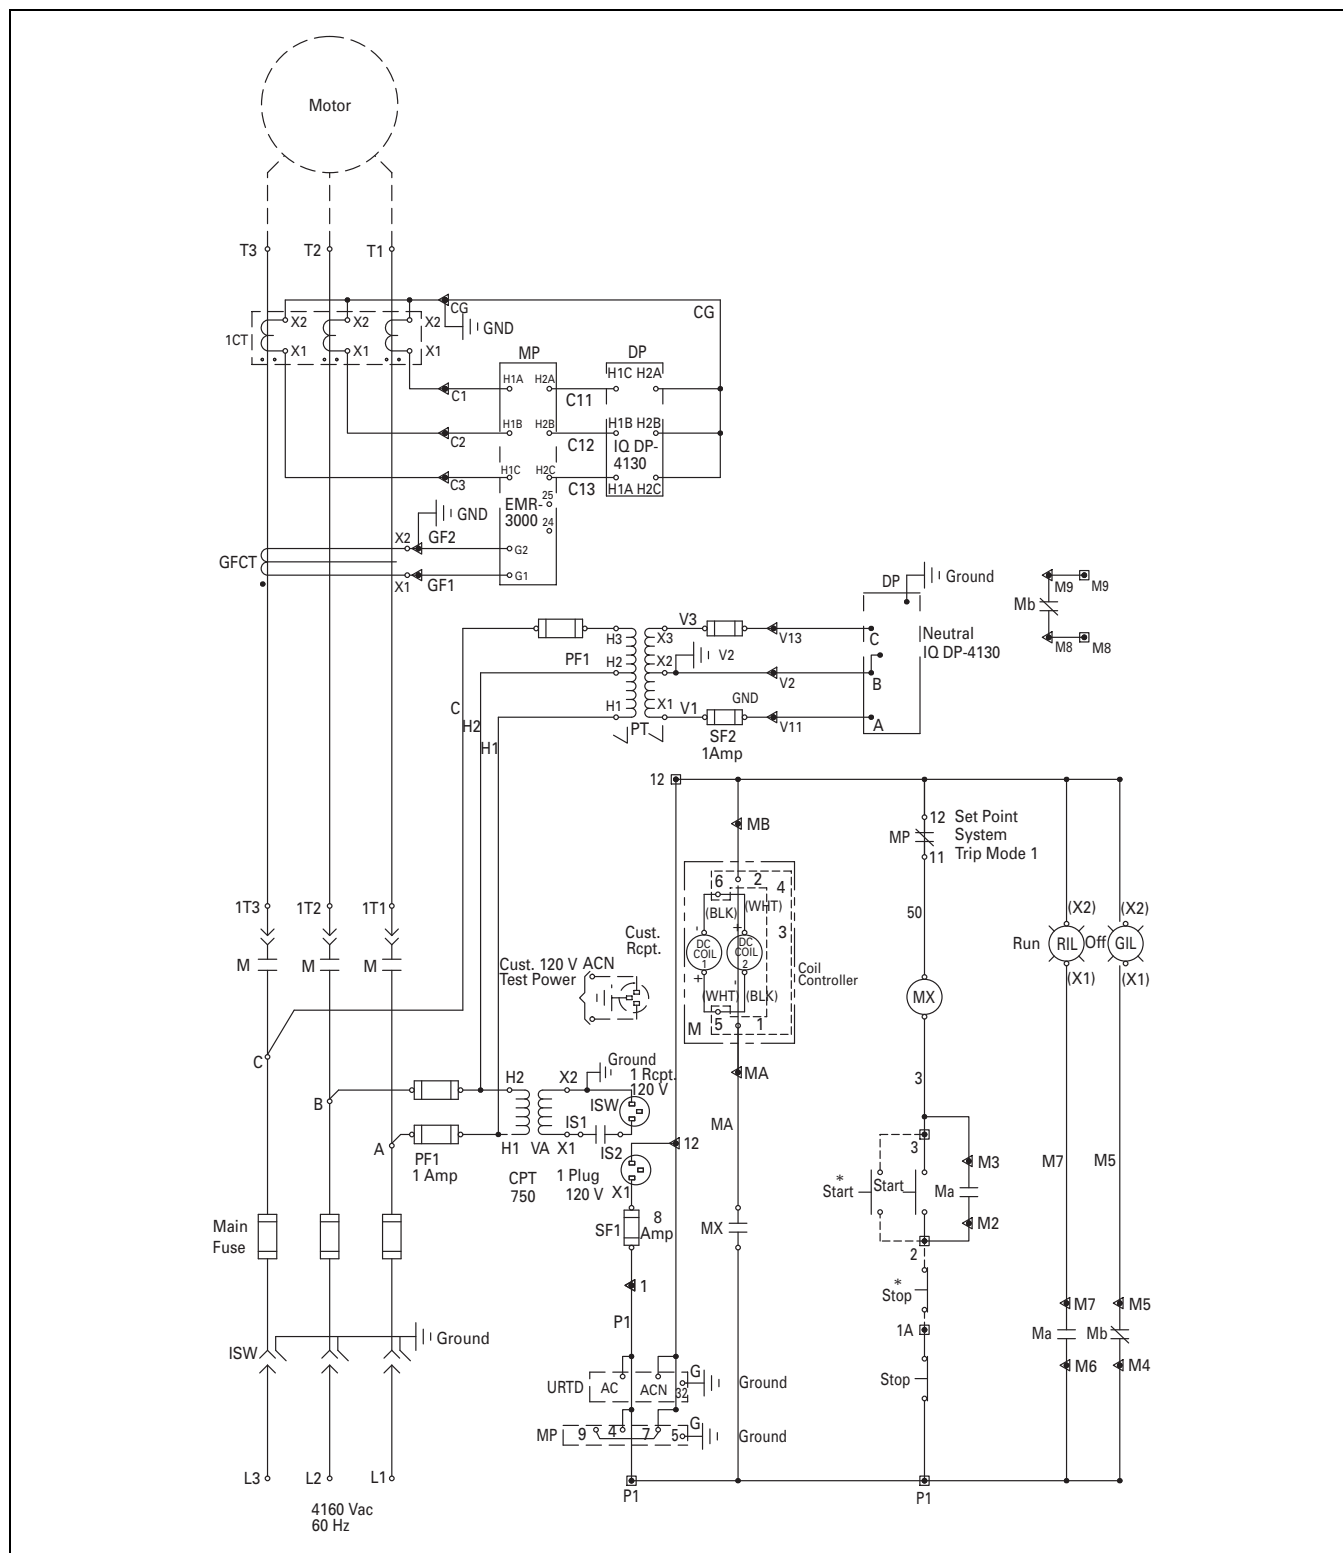 Motor
T3 T2 T1
CG CG
X2 X2 X2 GND
1CT
X1 X1 X1 MP DP
H1A H2A H1C H2A
C1 C11
H1B H2B H1B H2B
C2 C12 IQ DP-
4130
H1C H2C
C3 C13 H1A H2C
EMR-
3000
25
24
GND
X2 GF2 G2
GFCT
X1 GF1 G1
DP Ground
M9 M9
Mb
M8 M8
V3
H3 X3 V13 C Neutral
IQ DP-4130
PF1 H2 X2 V2
V2 B
H1 X1 V1 GND
V11 A
PT SF2
1Amp
C
H2
H1
12
MB
12 Set Point
System
Trip Mode 1
MP
11
6 2 4
(BLK) (WHT)
3
- +
DC
COIL
1
DC
COIL
2
+ -
(WHT) (BLK)
M 5 1
Coil
Controller
50
1T3 1T2 1T1
M M M
Cust.
Rcpt.
Cust. 120 V ACN
Test Power
(X2) (X2)
Run RIL Off GIL
(X1) (X1)
MX
C
B
A
H2 X2 Ground
1 Rcpt.
120 V
ISW
IS1
H1 VA X1 IS2
12
PF1
1 Amp
CPT
750
1 Plug
120 V
X1
MA
MA
3
3
M3
*
Start Start Ma
M2
2
M7 M5
Main
Fuse
SF1 8
Amp
MX
1
P1
*
Stop
1A
Stop
M7 M5
Ma Mb
M6 M4
ISW Ground
URTD AC ACN 32 G Ground
MP 9 4 7 5 G Ground
L3 L2 L1
P1 P1
4160 Vac
60 Hz